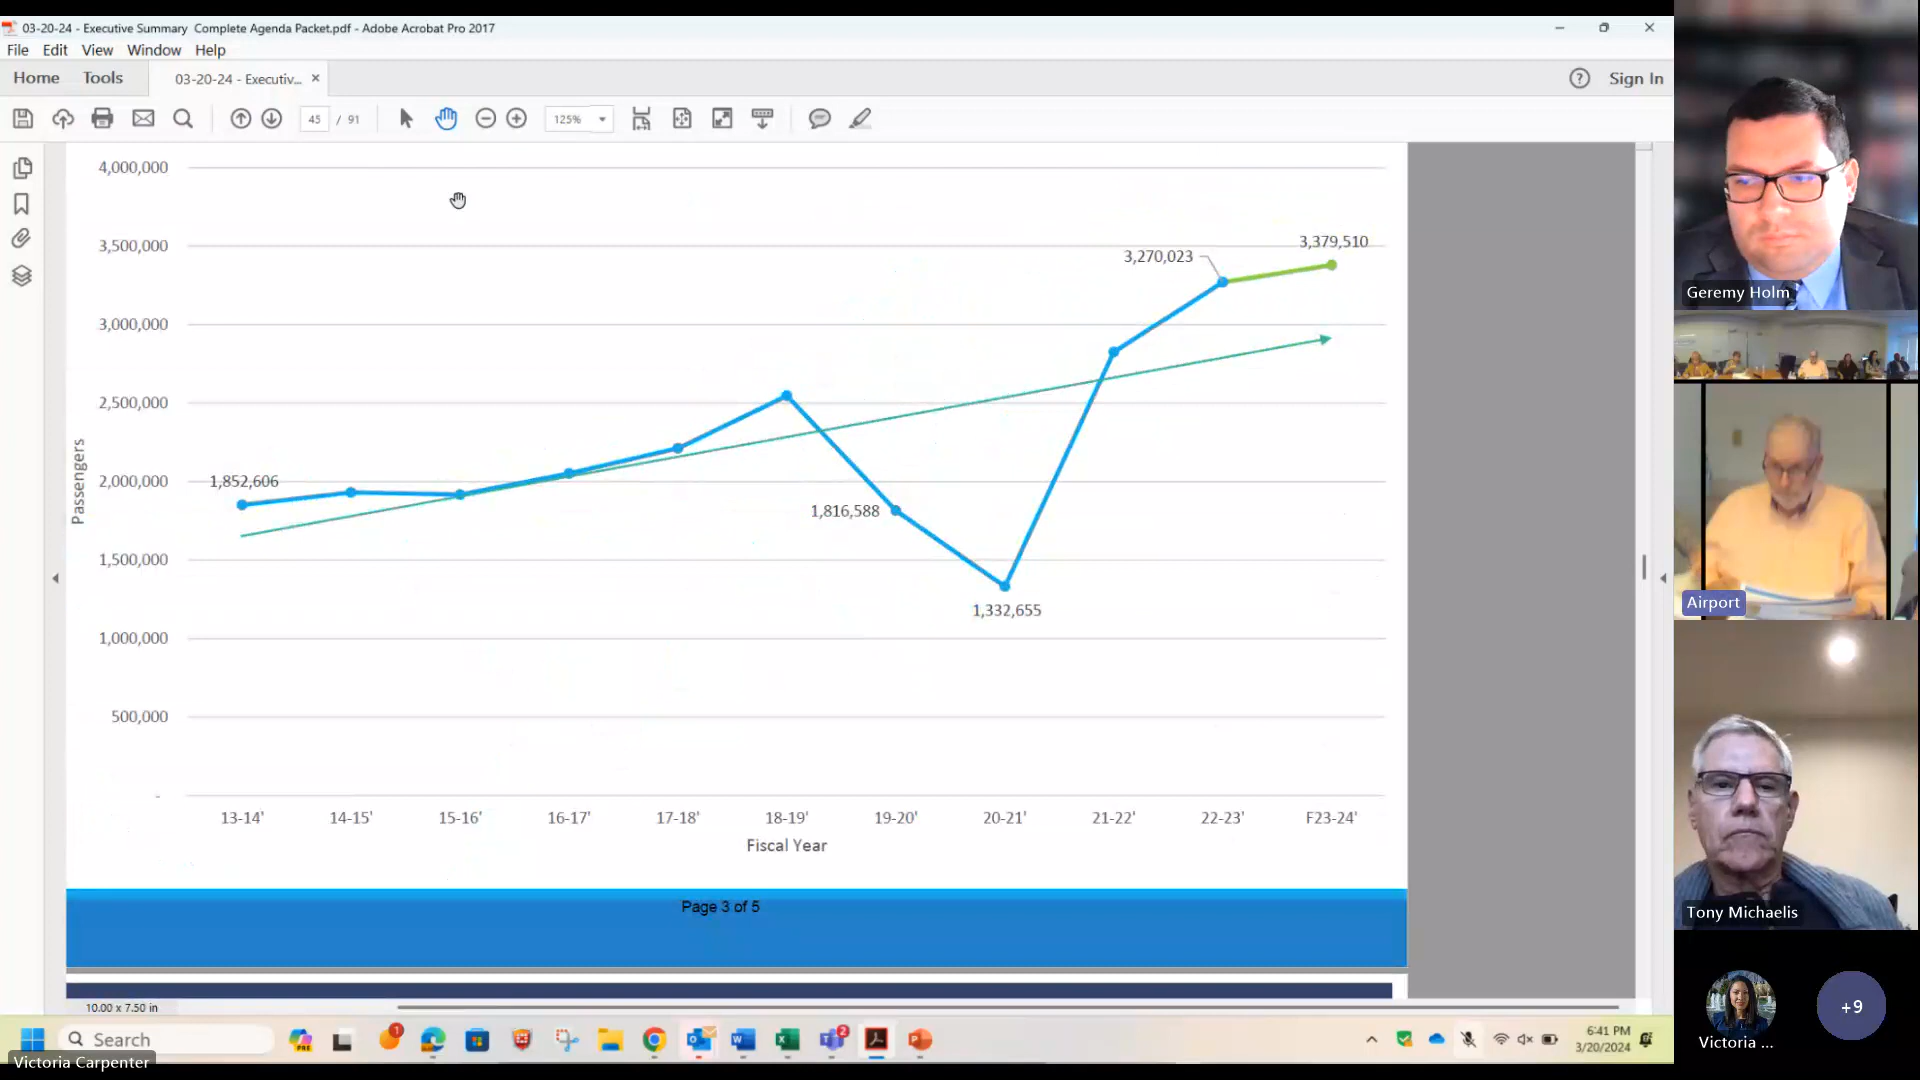 03-20-24 - Executive Summary  Complete Agenda Packet.pdf - Adobe Acrobat Pro 2017
File Edit View Window Help
Home Tools 03-20-24 - Executiv... × ? Sign In
45 / 91 125%
4,000,000
3,500,000
3,000,000
2,500,000
2,000,000
1,500,000
1,000,000
500,000
-
Passengers
1,852,606
1,816,588
1,332,655
3,270,023
3,379,510
13-14' 14-15' 15-16' 16-17' 17-18' 18-19' 19-20' 20-21' 21-22' 22-23' F23-24'
Fiscal Year
Page 3 of 5
10.00 x 7.50 in
Search
1
2
6:41 PM
3/20/2024
Victoria Carpenter
Geremy Holm
Airport
Tony Michaelis
Victoria ...
+9